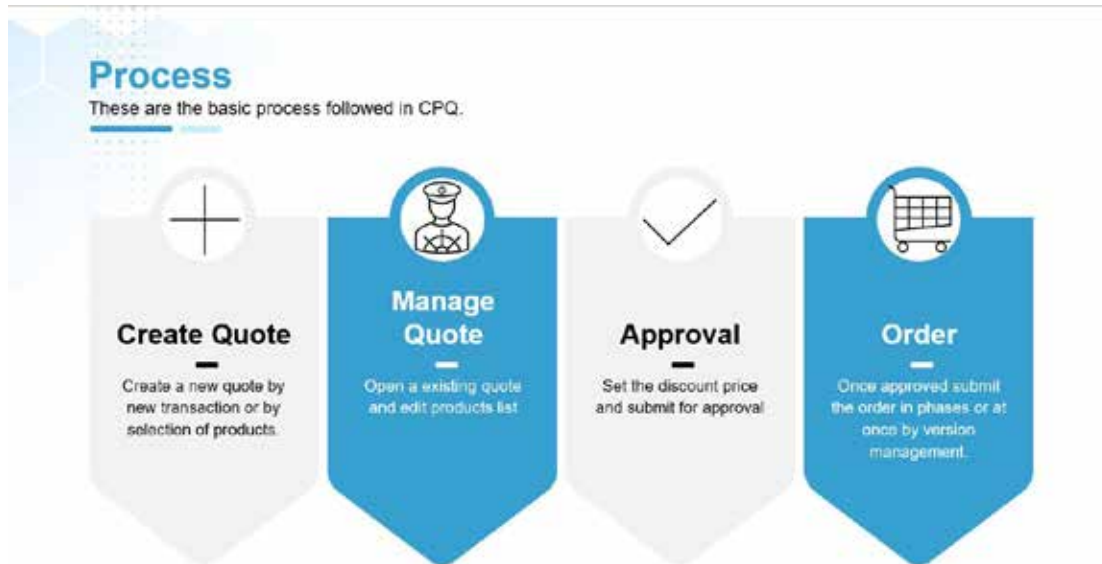 Process
These are the basic process followed in CPQ.
Create Quote
Create a new quote by
new transaction or by
selection of products.
Manage
Quote
Open a existing quote
and edit products list
Approval
Set the discount price
and submit for approval
Order
Once approved submit
the order in phases or at
once by version
management.